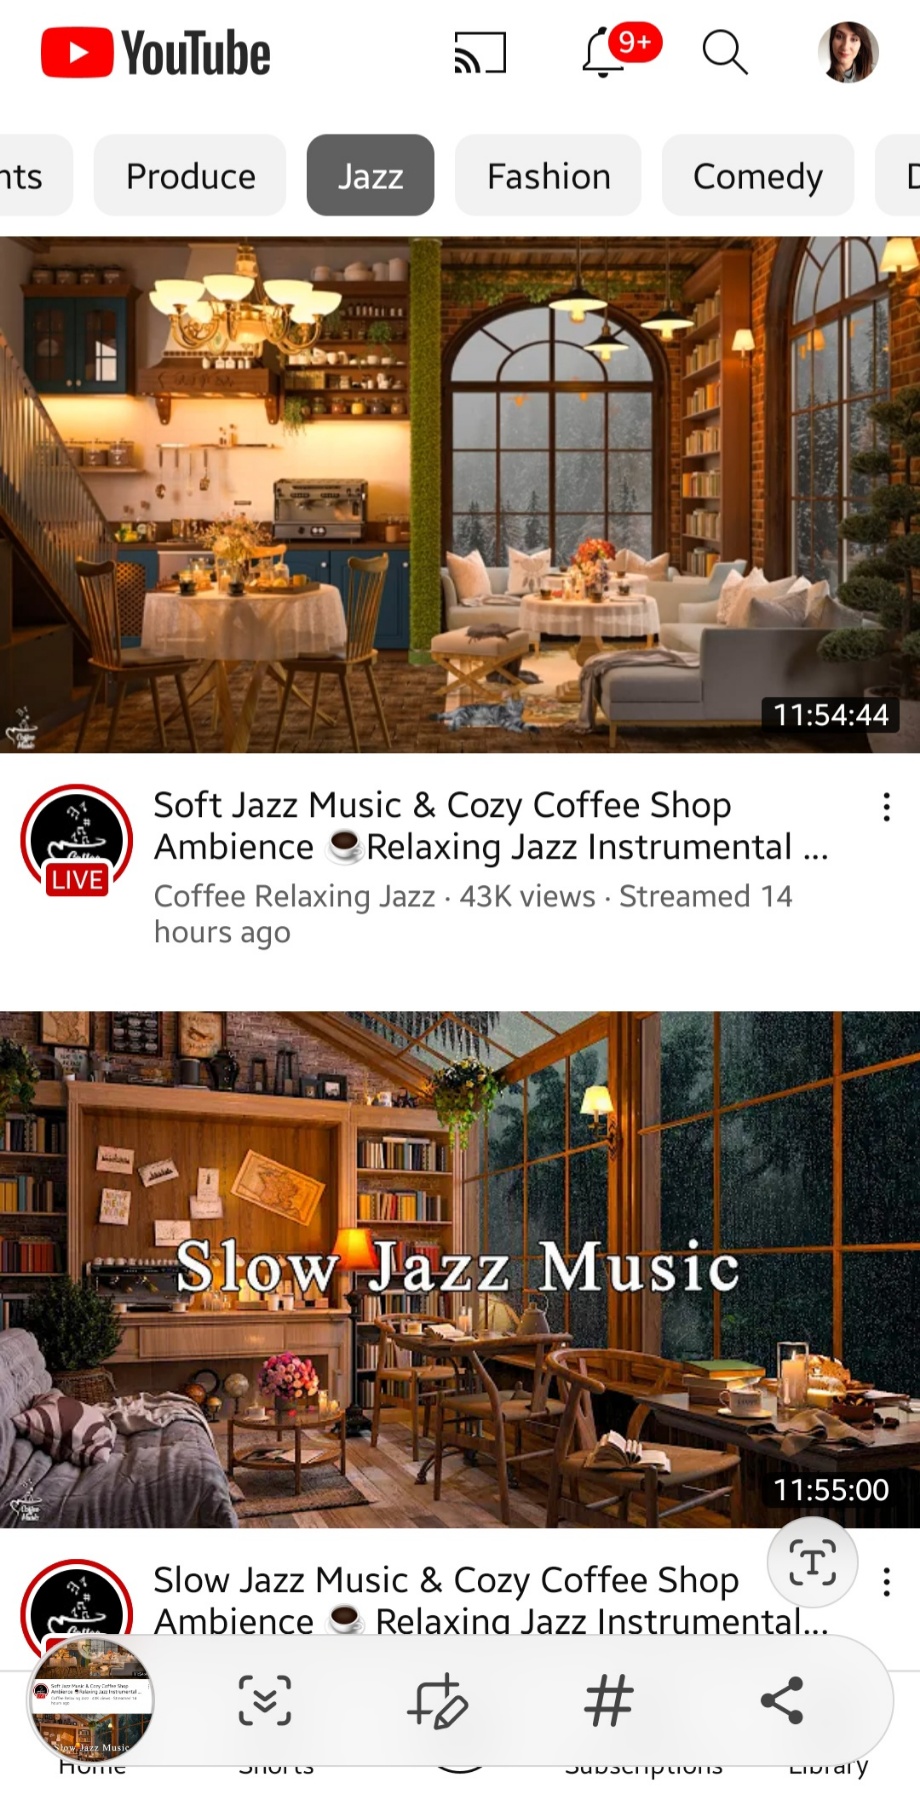 YouTube
9+
nts
Produce
Jazz
Fashion
Comedy
11:54:44
Soft Jazz Music & Cozy Coffee Shop
Ambience ☕Relaxing Jazz Instrumental ...
LIVE
Coffee Relaxing Jazz · 43K views · Streamed 14
hours ago
Slow Jazz Music
11:55:00
T
Slow Jazz Music & Cozy Coffee Shop
Ambience ☕ Relaxing Jazz Instrumental...
#
Home
Shorts
Subscriptions
Library